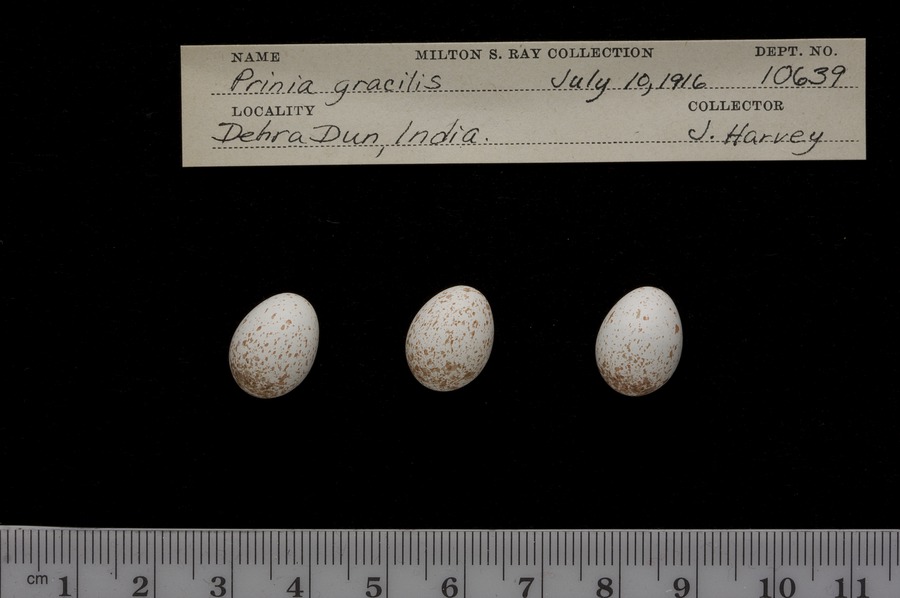 NAME MILTON S. RAY COLLECTION DEPT. NO.
Prinia gracilis July 10, 1916 10639
LOCALITY COLLECTOR
Dehra Dun, India. J. Harvey
cm 1 2 3 4 5 6 7 8 9 10 11